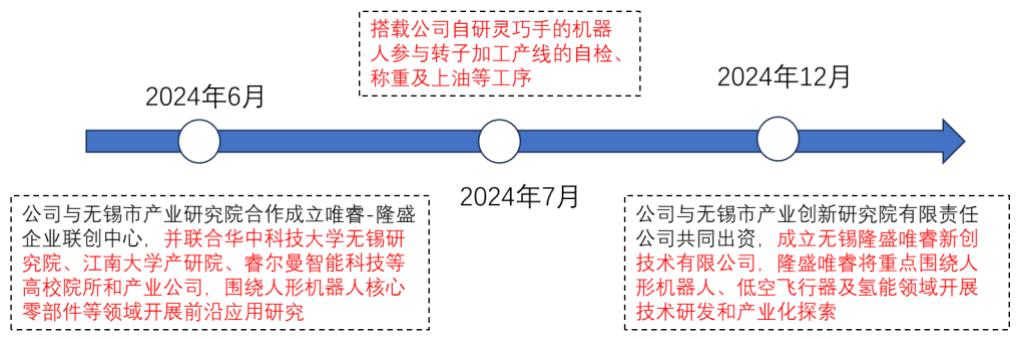 2024年6月
公司与无锡市产业研究院合作成立唯睿-隆盛
企业联创中心，并联合华中科技大学无锡研
究院、江南大学产研院、睿尔曼智能科技等
高校院所和产业公司，围绕人形机器人核心
零部件等领域开展前沿应用研究
搭载公司自研灵巧手的机器
人参与转子加工产线的自检、
称重及上油等工序
2024年7月
2024年12月
公司与无锡市产业创新研究院有限责任
公司共同出资，成立无锡隆盛唯睿新创
技术有限公司，隆盛唯睿将重点围绕人
形机器人、低空飞行器及氢能领域开展
技术研发和产业化探索